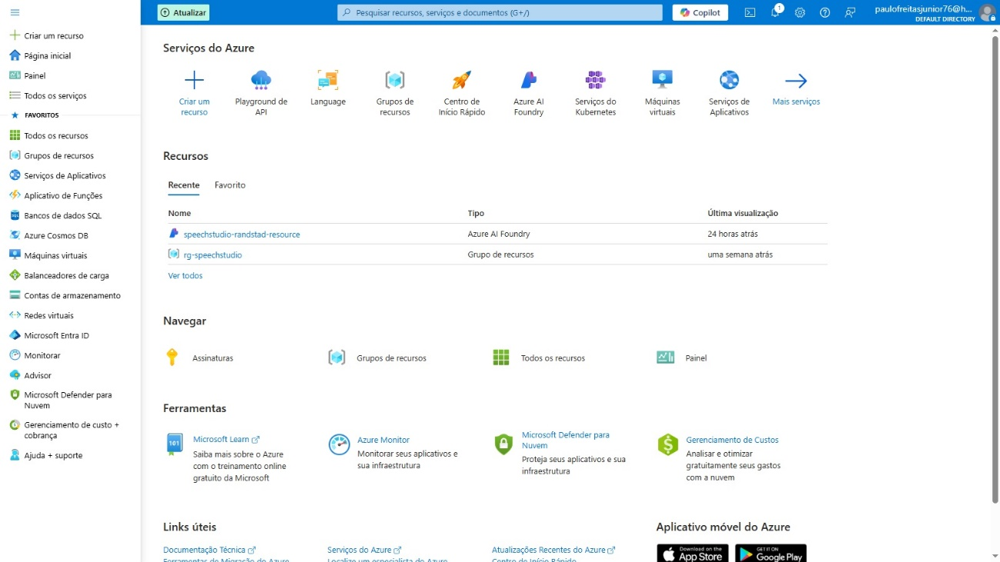 Atualizar
Pesquisar recursos, serviços e documentos (G+/)
Copilot
1
paulofreitasjunior76@h...
DEFAULT DIRECTORY
Criar um recurso
Página inicial
Painel
Todos os serviços
FAVORITOS
Todos os recursos
Grupos de recursos
Serviços de Aplicativos
Aplicativo de Funções
Bancos de dados SQL
Azure Cosmos DB
Máquinas virtuais
Balanceadores de carga
Contas de armazenamento
Redes virtuais
Microsoft Entra ID
Monitorar
Advisor
Microsoft Defender para
Nuvem
Gerenciamento de custo +
cobrança
Ajuda + suporte
Serviços do Azure
Criar um
recurso
Playground de
API
Language
Grupos de
recursos
Centro de
Início Rápido
Azure AI
Foundry
Serviços do
Kubernetes
Máquinas
virtuais
Serviços de
Aplicativos
Mais serviços
Recursos
Recente Favorito
Nome Tipo Última visualização
speechstudio-randstad-resource Azure AI Foundry 24 horas atrás
rg-speechstudio Grupo de recursos uma semana atrás
Ver todos
Navegar
Assinaturas Grupos de recursos Todos os recursos Painel
Ferramentas
101
Microsoft Learn
Saiba mais sobre o Azure
com o treinamento online
gratuito da Microsoft
Azure Monitor
Monitorar seus aplicativos e
sua infraestrutura
Microsoft Defender para
Nuvem
Proteja seus aplicativos e sua
infraestrutura
Gerenciamento de Custos
Analisar e otimizar
gratuitamente seus gastos
com a nuvem
Links úteis
Documentação Técnica
Ferramentas de Migração do Azure
Serviços do Azure
Localize um especialista do Azure
Atualizações Recentes do Azure
Centro de Início Rápido
Aplicativo móvel do Azure
Download on the
App Store
GET IT ON
Google Play